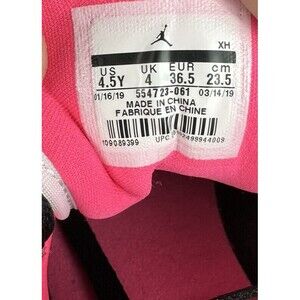 XH
US UK EUR cm
4.5Y 4 36.5 23.5
01/16/19 554723-061 03/14/19
MADE IN CHINA
FABRIQUE EN CHINE
109089399
UPC